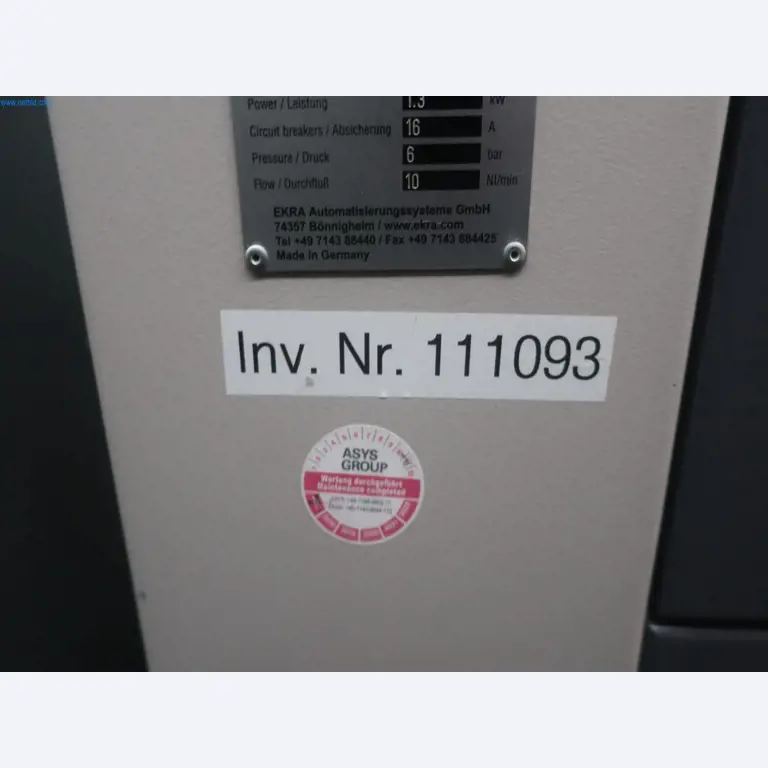 Power / Leistung 1.3 kW
Circuit breakers / Absicherung 16 A
Pressure / Druck 6 bar
Flow / Durchfluß 10 Nl/min
EKRA Automatisierungssysteme GmbH
74357 Bönnigheim / www.ekra.com
Tel +49 7143 88440 / Fax +49 7143 884425
Made in Germany
Inv. Nr. 111093
ASYS
GROUP
Wartung durchgeführt
Maintenance completed